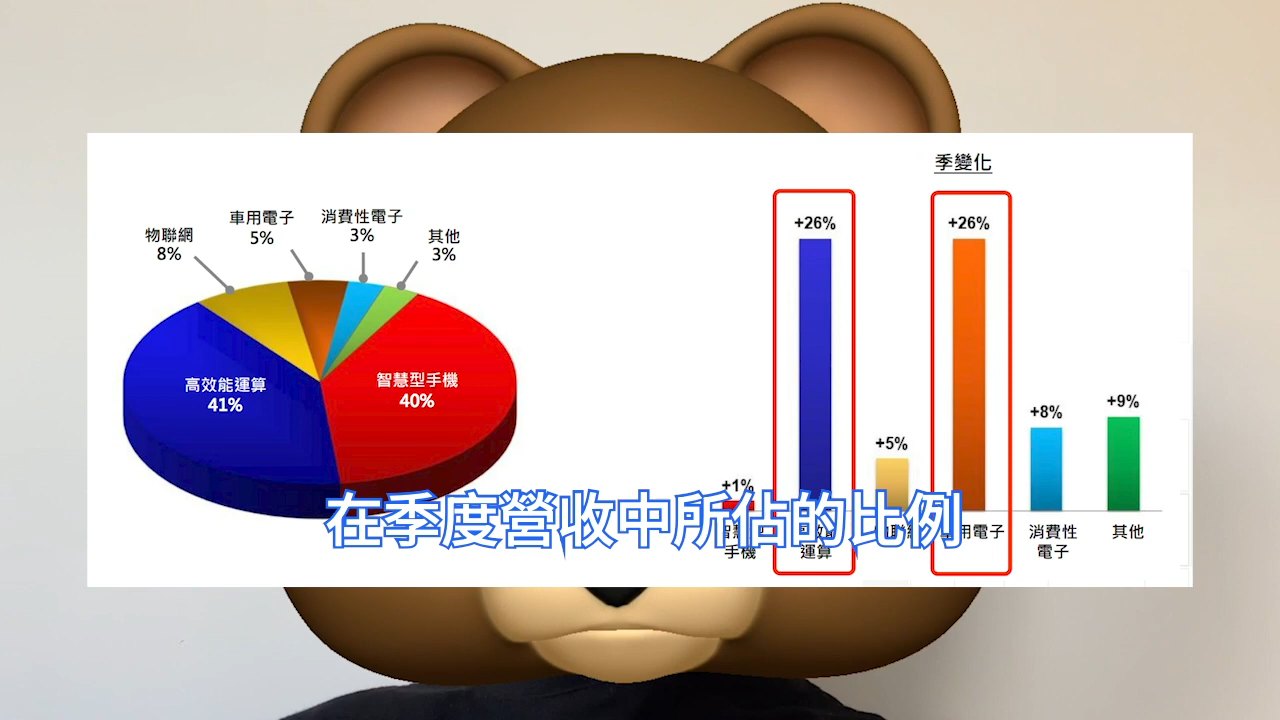 物聯網
8%
車用電子
5%
消費性電子
3%
其他
3%
高效能運算
41%
智慧型手機
40%
季變化
+1%
+26%
+5%
+26%
+8%
+9%
手機
運算
用電子
消費性
電子
其他
在季度營收中所佔的比例